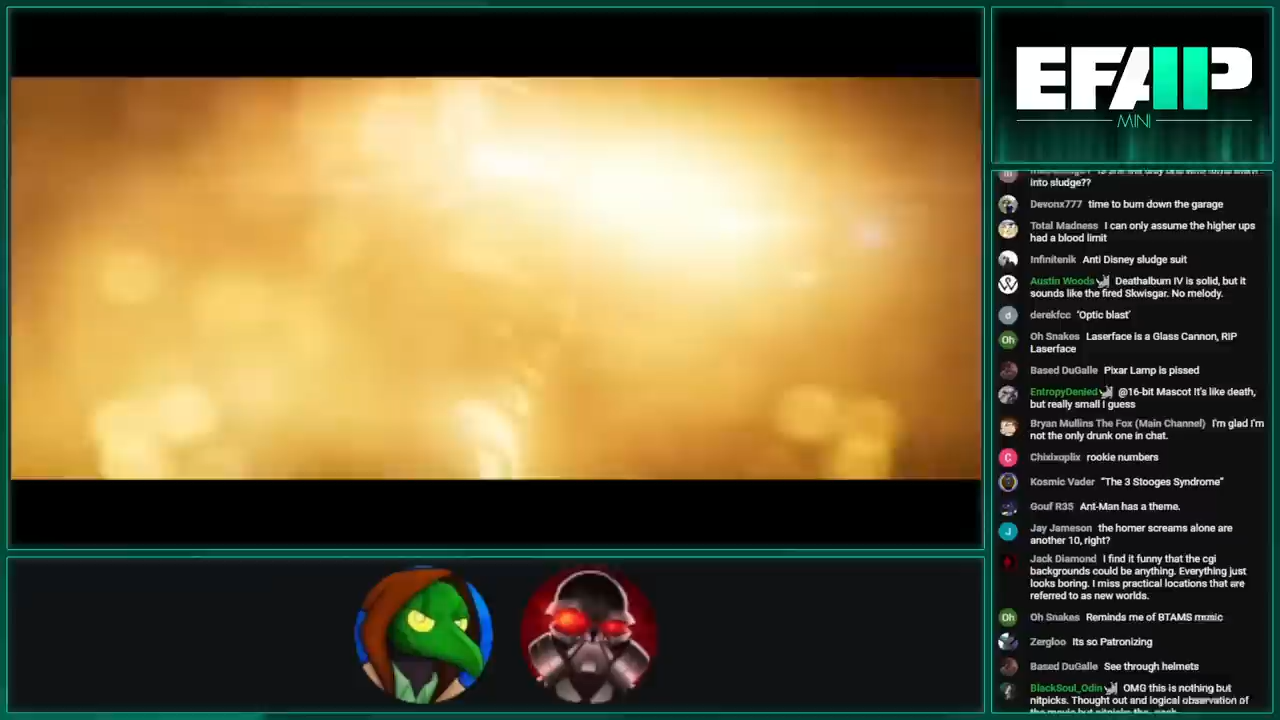 EFAP
MINI
into sludge??
Devonx777 time to burn down the garage
Total Madness I can only assume the higher ups
had a blood limit
Infinitenik Anti Disney sludge suit
Austin Woods Deathalbum IV is solid, but it
sounds like the fired Skwisgar. No melody.
derekfcc 'Optic blast'
Oh Snakes Laserface is a Glass Cannon, RIP
Laserface
Based DuGalle Pixar Lamp is pissed
EntropyDenied @16-bit Mascot It's like death,
but really small I guess
Bryan Mullins The Fox (Main Channel) I'm glad I'm
not the only drunk one in chat.
Chixixuplix rookie numbers
Kosmic Vader "The 3 Stooges Syndrome"
Gouf R35 Ant-Man has a theme.
Jay Jameson the homer screams alone are
another 10, right?
Jack Diamond I find it funny that the cgi
backgrounds could be anything. Everything just
looks boring. I miss practical locations that are
referred to as new worlds.
Oh Snakes Reminds me of BTAMS music
Zergloo Its so Patronizing
Based DuGalle See through helmets
BlackSoul_Odin OMG this is nothing but
nitpicks. Thought out and logical observation of